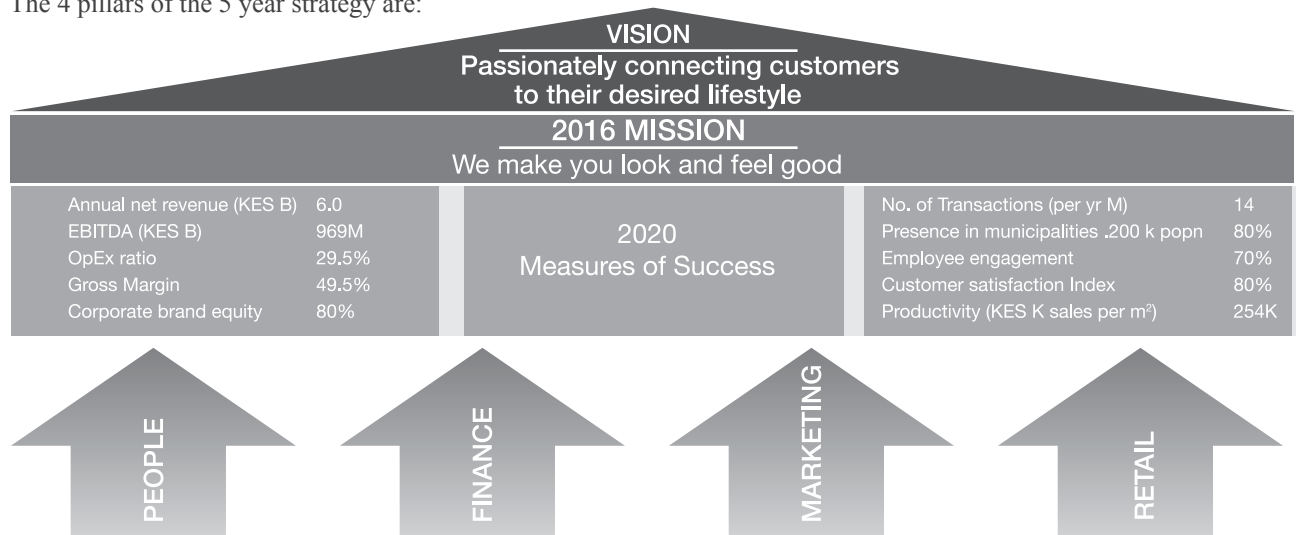 The 4 pillars of the 5 year strategy are:
VISION
Passionately connecting customers
to their desired lifestyle
2016 MISSION
We make you look and feel good
Annual net revenue (KES B) 6.0
EBITDA (KES B) 969M
OpEx ratio 29.5%
Gross Margin 49.5%
Corporate brand equity 80%
2020
Measures of Success
No. of Transactions (per yr M) 14
Presence in municipalities .200 k popn 80%
Employee engagement 70%
Customer satisfaction Index 80%
Productivity (KES K sales per m²) 254K
PEOPLE
FINANCE
MARKETING
RETAIL